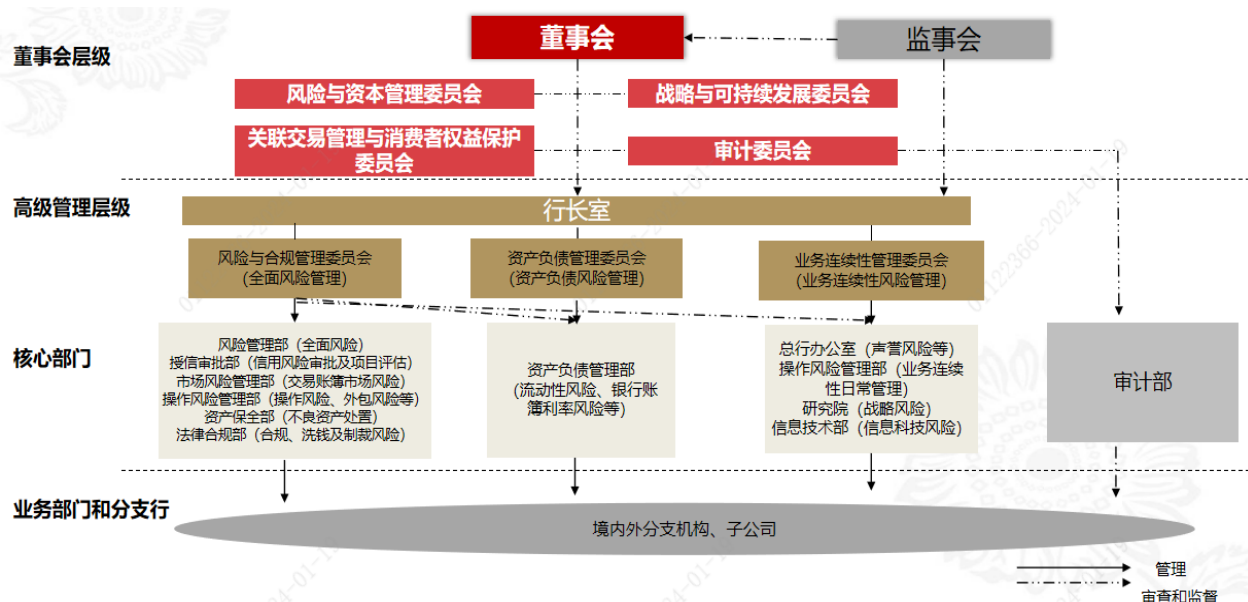 董事会层级
董事会
监事会
风险与资本管理委员会
战略与可持续发展委员会
关联交易管理与消费者权益保护
委员会
审计委员会
高级管理层级
行长室
风险与合规管理委员会
(全面风险管理)
资产负债管理委员会
(资产负债风险管理)
业务连续性管理委员会
(业务连续性风险管理)
核心部门
风险管理部（全面风险）
授信审批部（信用风险审批及项目评估）
市场风险管理部（交易账簿市场风险）
操作风险管理部（操作风险、外包风险等）
资产保全部（不良资产处置）
法律合规部（合规、洗钱及制裁风险）
资产负债管理部
(流动性风险、银行账
簿利率风险等）
总行办公室（声誉风险等）
操作风险管理部（业务连续
性日常管理）
研究院（战略风险）
信息技术部（信息科技风险）
审计部
业务部门和分支行
境内外分支机构、子公司
管理
审查和监督
01122366-2024-01-19